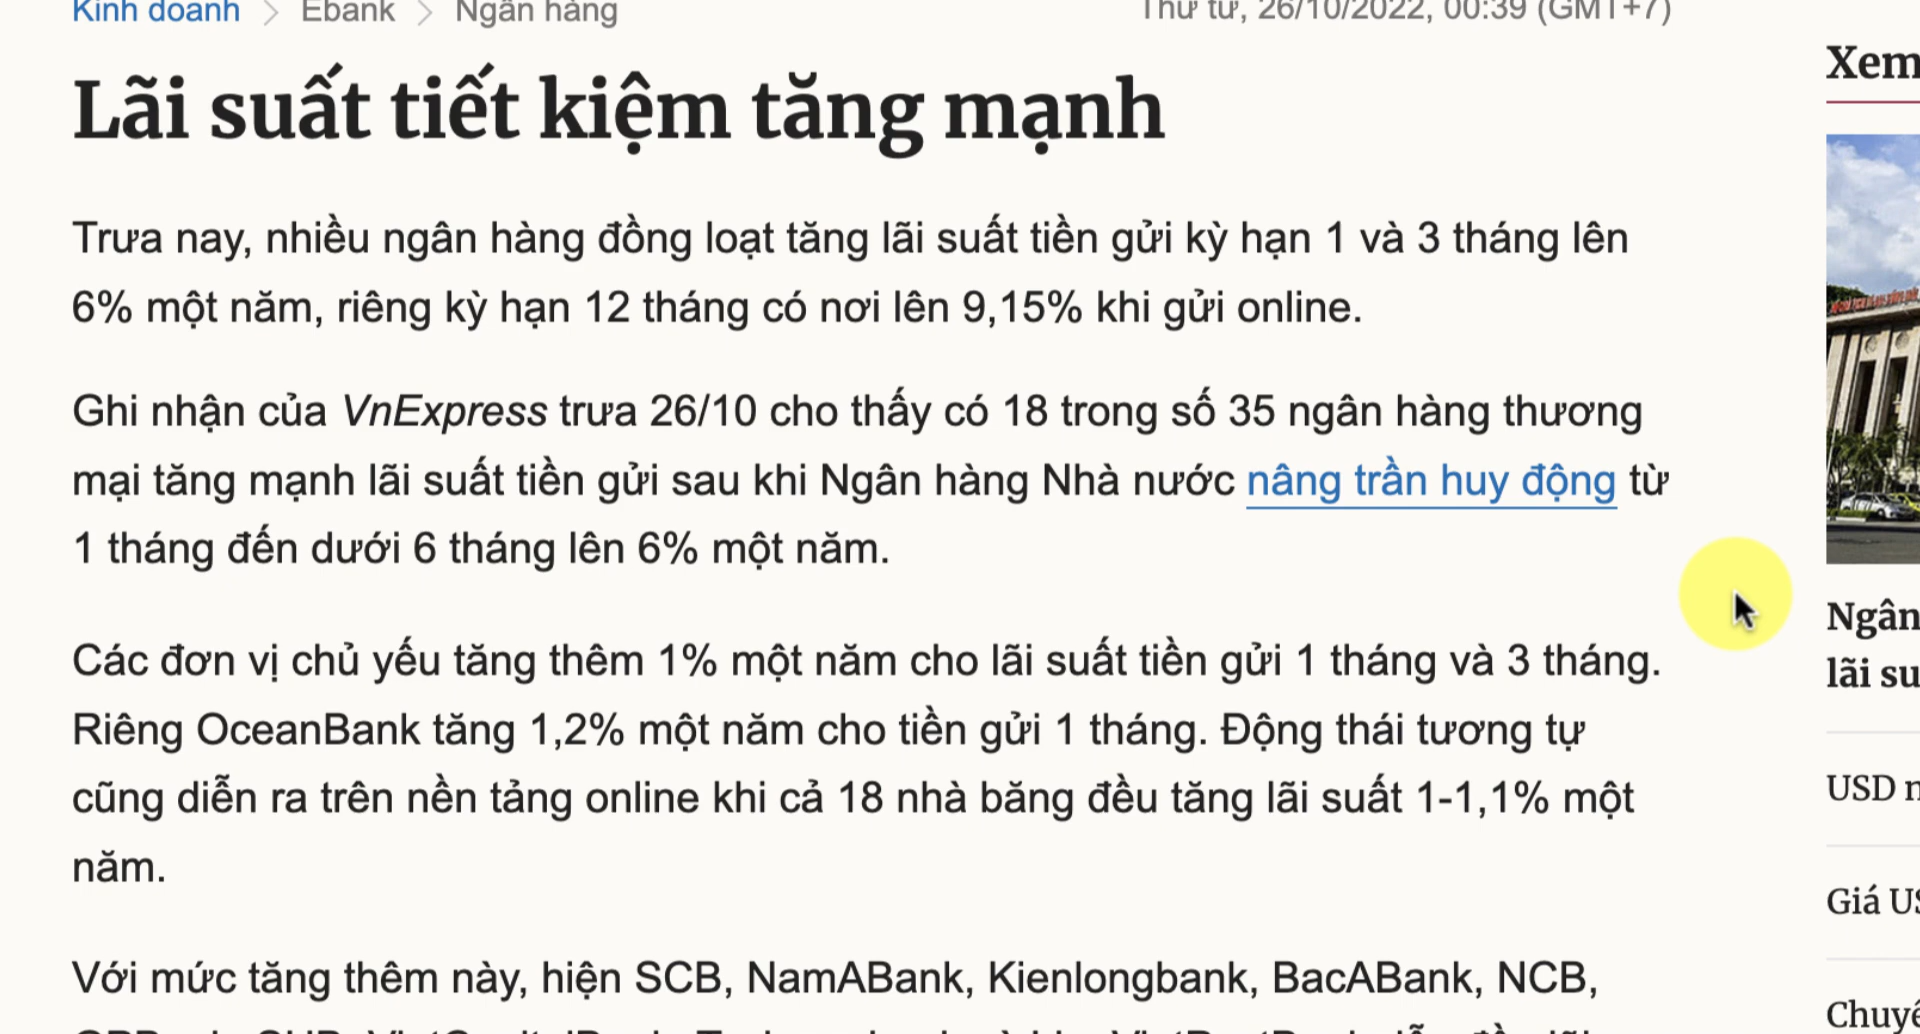 Kinh doanh > Ebank > Ngân hàng
Thứ tư, 26/10/2022, 00:39 (GMT+7)
Lãi suất tiết kiệm tăng mạnh
Trưa nay, nhiều ngân hàng đồng loạt tăng lãi suất tiền gửi kỳ hạn 1 và 3 tháng lên
6% một năm, riêng kỳ hạn 12 tháng có nơi lên 9,15% khi gửi online.
Ghi nhận của VnExpress trưa 26/10 cho thấy có 18 trong số 35 ngân hàng thương
mại tăng mạnh lãi suất tiền gửi sau khi Ngân hàng Nhà nước nâng trần huy động từ
1 tháng đến dưới 6 tháng lên 6% một năm.
Các đơn vị chủ yếu tăng thêm 1% một năm cho lãi suất tiền gửi 1 tháng và 3 tháng.
Riêng OceanBank tăng 1,2% một năm cho tiền gửi 1 tháng. Động thái tương tự
cũng diễn ra trên nền tảng online khi cả 18 nhà băng đều tăng lãi suất 1-1,1% một
năm.
Với mức tăng thêm này, hiện SCB, NamABank, Kienlongbank, BacABank, NCB,
Xem
Ngân
lãi su
USD
Giá